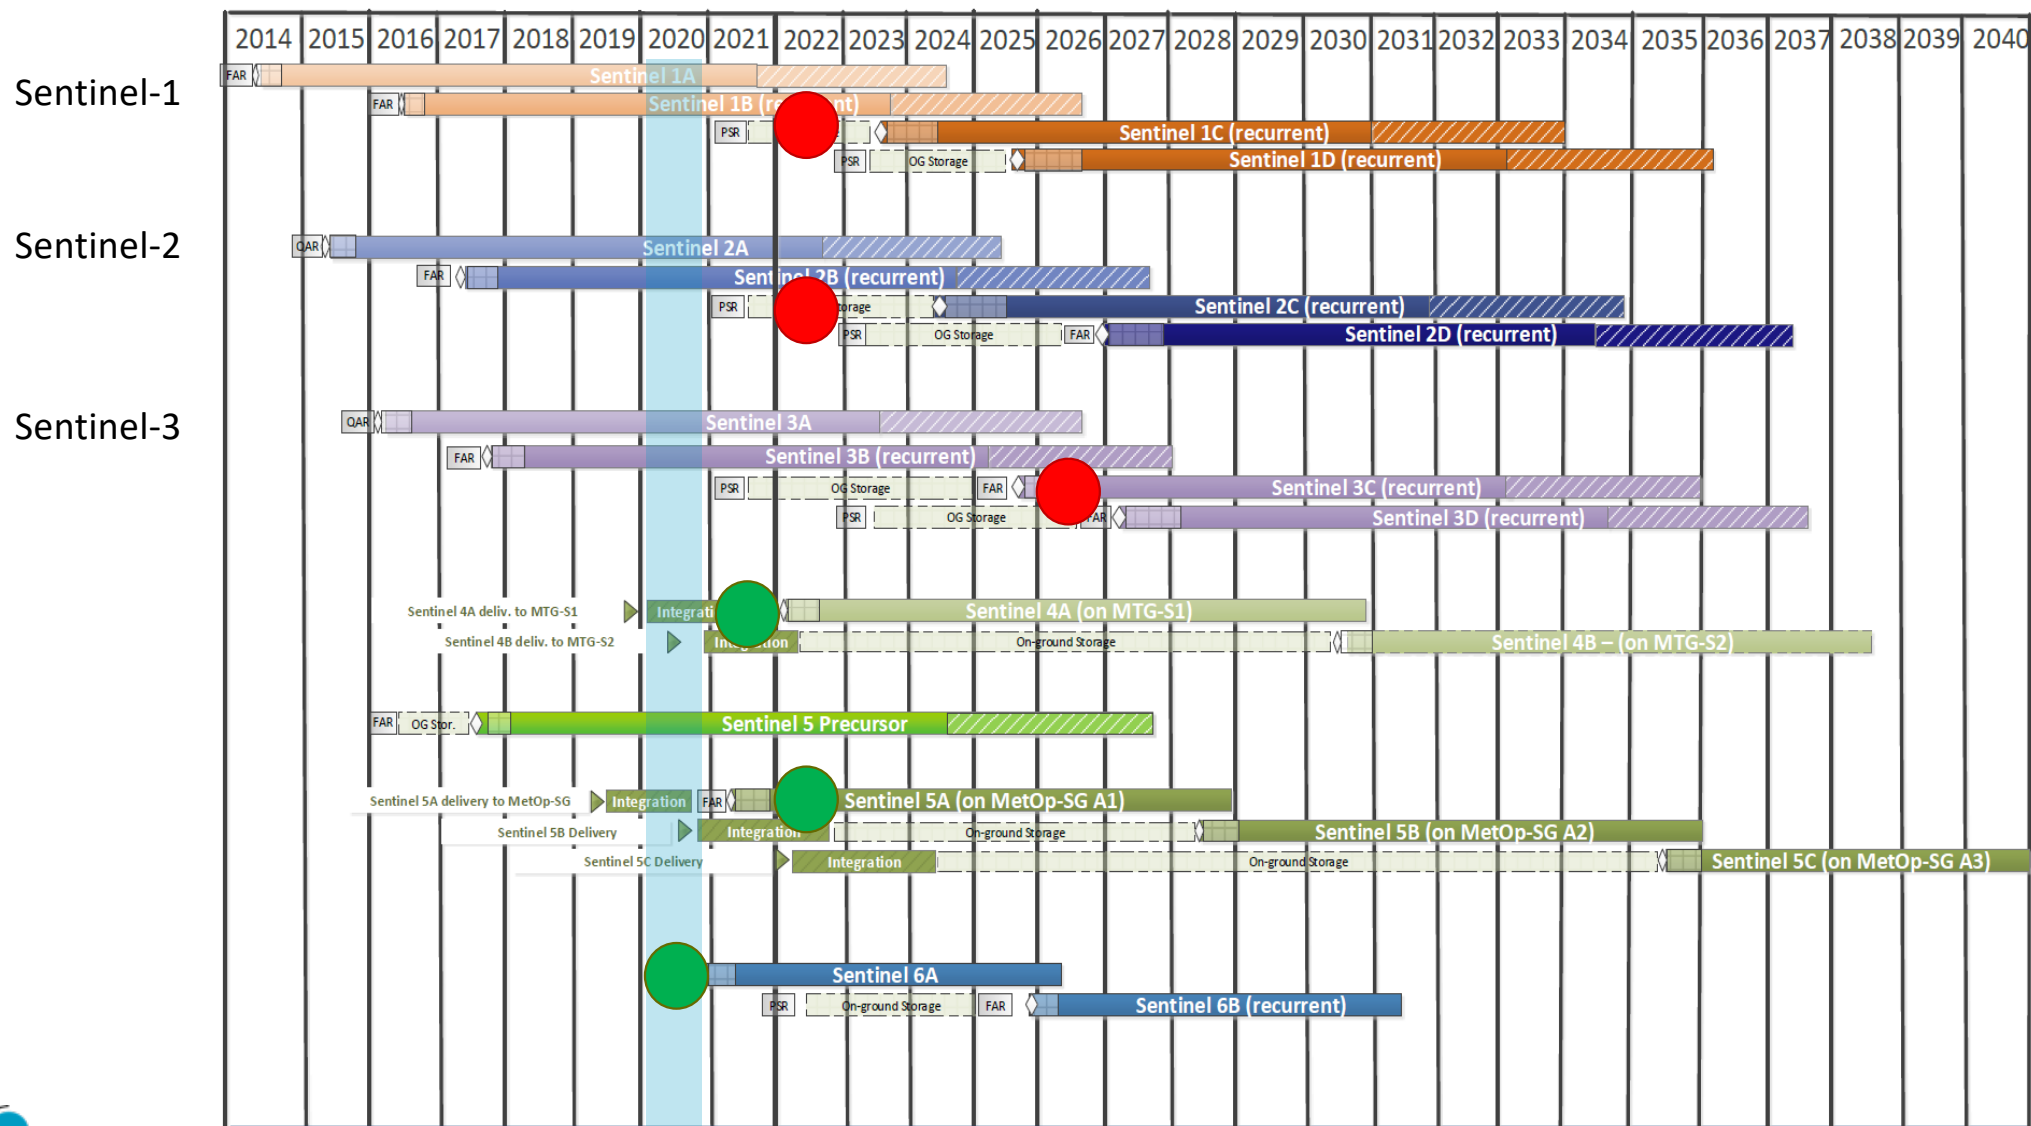 2014 2015 2016 2017 2018 2019 2020 2021 2022 2023 2024 2025 2026 2027 2028 2029 2030 2031 2032 2033 2034 2035 2036 2037 2038 2039 2040
Sentinel-1
FAR Sentinel 1A
FAR Sentinel 1B (re nt)
PSR Sentinel 1C (recurrent)
PSR OG Storage Sentinel 1D (recurrent)
Sentinel-2
QAR Sentinel 2A
FAR Sentinel 2B (recurrent)
PSR torage Sentinel 2C (recurrent)
PSR OG Storage FAR Sentinel 2D (recurrent)
Sentinel-3
QAR Sentinel 3A
FAR Sentinel 3B (recurrent)
PSR OG Storage FAR Sentinel 3C (recurrent)
PSR OG Storage FAR Sentinel 3D (recurrent)
Sentinel 4A deliv. to MTG-S1 Integrati Sentinel 4A (on MTG-S1)
Sentinel 4B deliv. to MTG-S2 Integration On-ground Storage Sentinel 4B – (on MTG-S2)
FAR OG Stor. Sentinel 5 Precursor
Sentinel 5A delivery to MetOp-SG Integration FAR Sentinel 5A (on MetOp-SG A1)
Sentinel 5B Delivery Integration On-ground Storage Sentinel 5B (on MetOp-SG A2)
Sentinel 5C Delivery Integration On-ground Storage Sentinel 5C (on MetOp-SG A3)
Sentinel 6A
PSR On-ground Storage FAR Sentinel 6B (recurrent)